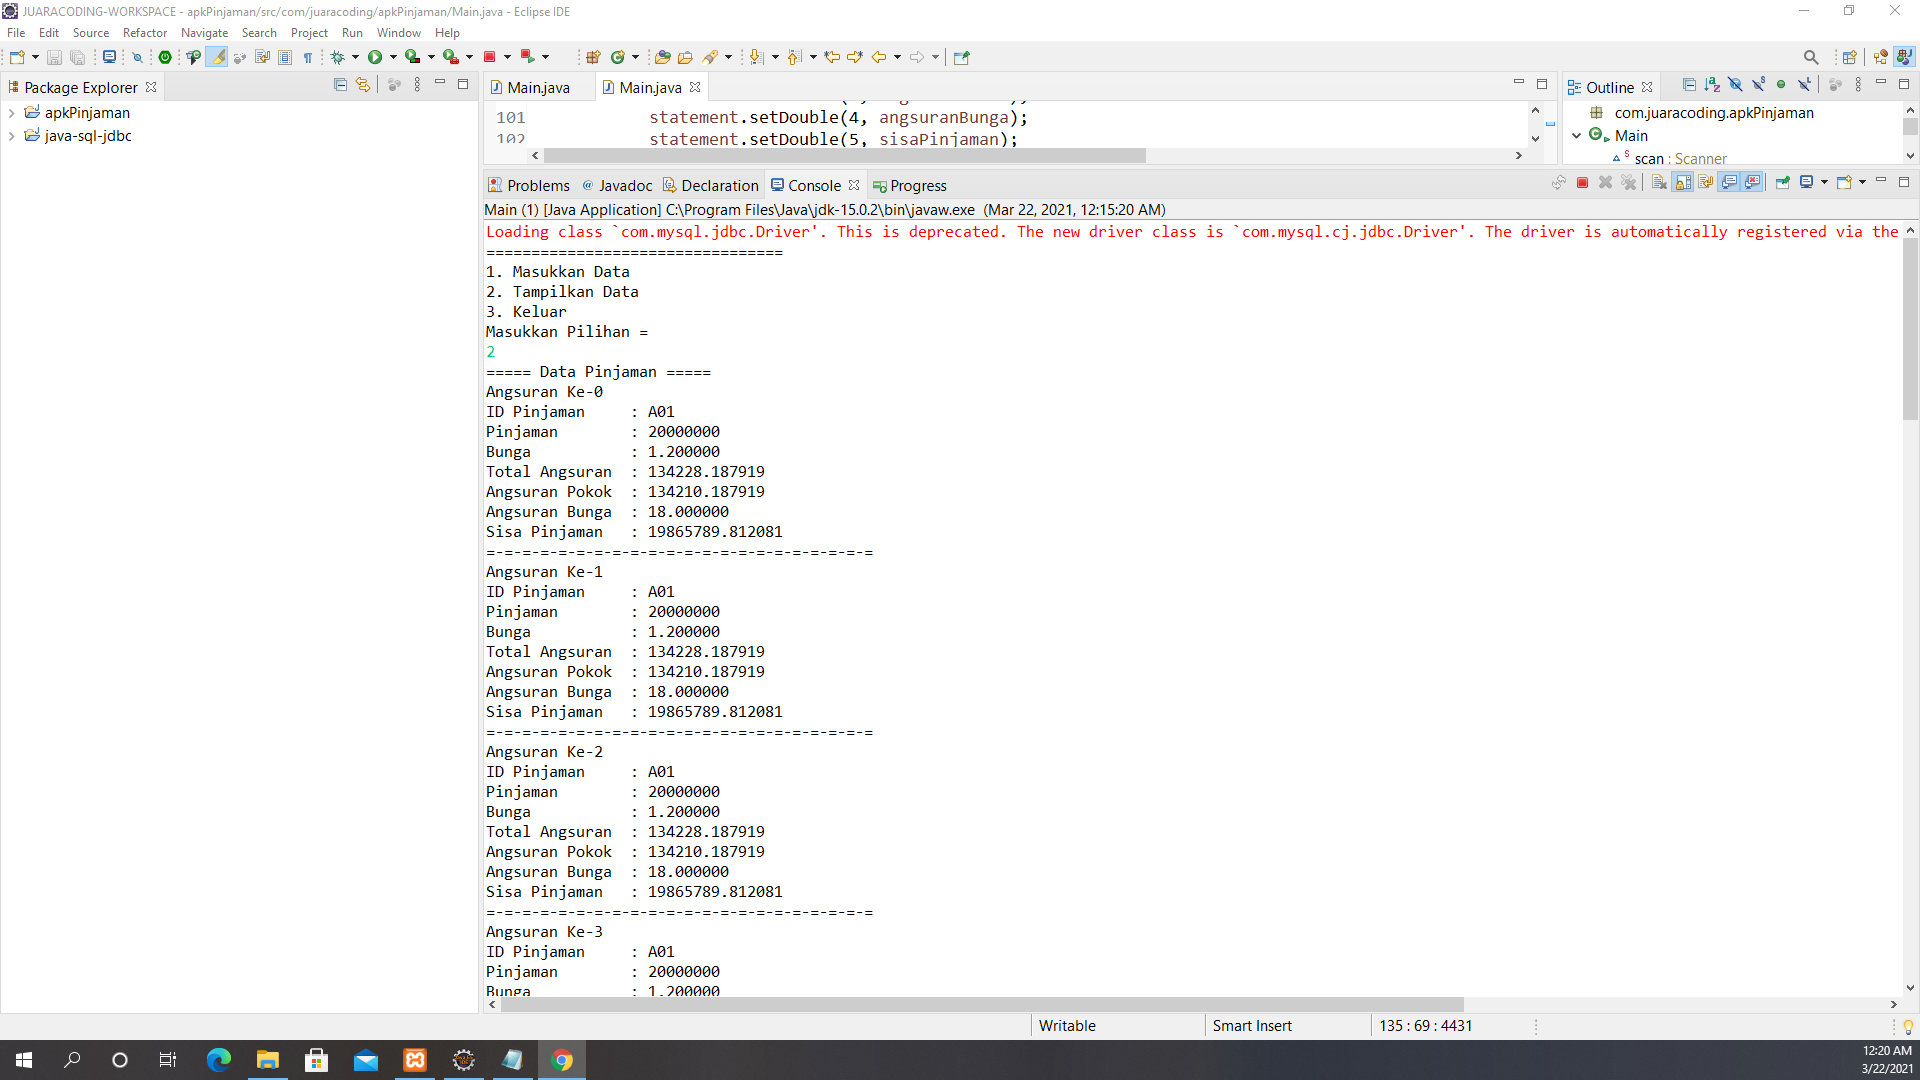 JUARACODING-WORKSPACE - apkPinjaman/src/com/juaracoding/apkPinjaman/Main.java - Eclipse IDE
File Edit Source Refactor Navigate Search Project Run Window Help
Package Explorer
apkPinjaman
java-sql-jdbc
Main.java
Main.java
101 statement.setDouble(4, angsuranBunga);
102 statement.setDouble(5, sisaPinjaman);
Outline
com.juaracoding.apkPinjaman
Main
scan : Scanner
Problems @ Javadoc Declaration Console Progress
Main (1) [Java Application] C:\Program Files\Java\jdk-15.0.2\bin\javaw.exe (Mar 22, 2021, 12:15:20 AM)
Loading class `com.mysql.jdbc.Driver'. This is deprecated. The new driver class is `com.mysql.cj.jdbc.Driver'. The driver is automatically registered via the
=================================
1. Masukkan Data
2. Tampilkan Data
3. Keluar
Masukkan Pilihan =
2
===== Data Pinjaman =====
Angsuran Ke-0
ID Pinjaman : A01
Pinjaman : 20000000
Bunga : 1.200000
Total Angsuran : 134228.187919
Angsuran Pokok : 134210.187919
Angsuran Bunga : 18.000000
Sisa Pinjaman : 19865789.812081
=-=-=-=-=-=-=-=-=-=-=-=-=-=-=-=-=-=-=-=-=-=
Angsuran Ke-1
ID Pinjaman : A01
Pinjaman : 20000000
Bunga : 1.200000
Total Angsuran : 134228.187919
Angsuran Pokok : 134210.187919
Angsuran Bunga : 18.000000
Sisa Pinjaman : 19865789.812081
=-=-=-=-=-=-=-=-=-=-=-=-=-=-=-=-=-=-=-=-=-=
Angsuran Ke-2
ID Pinjaman : A01
Pinjaman : 20000000
Bunga : 1.200000
Total Angsuran : 134228.187919
Angsuran Pokok : 134210.187919
Angsuran Bunga : 18.000000
Sisa Pinjaman : 19865789.812081
=-=-=-=-=-=-=-=-=-=-=-=-=-=-=-=-=-=-=-=-=-=
Angsuran Ke-3
ID Pinjaman : A01
Pinjaman : 20000000
Bunga : 1.200000
Writable
Smart Insert
135 : 69 : 4431
12:20 AM
3/22/2021